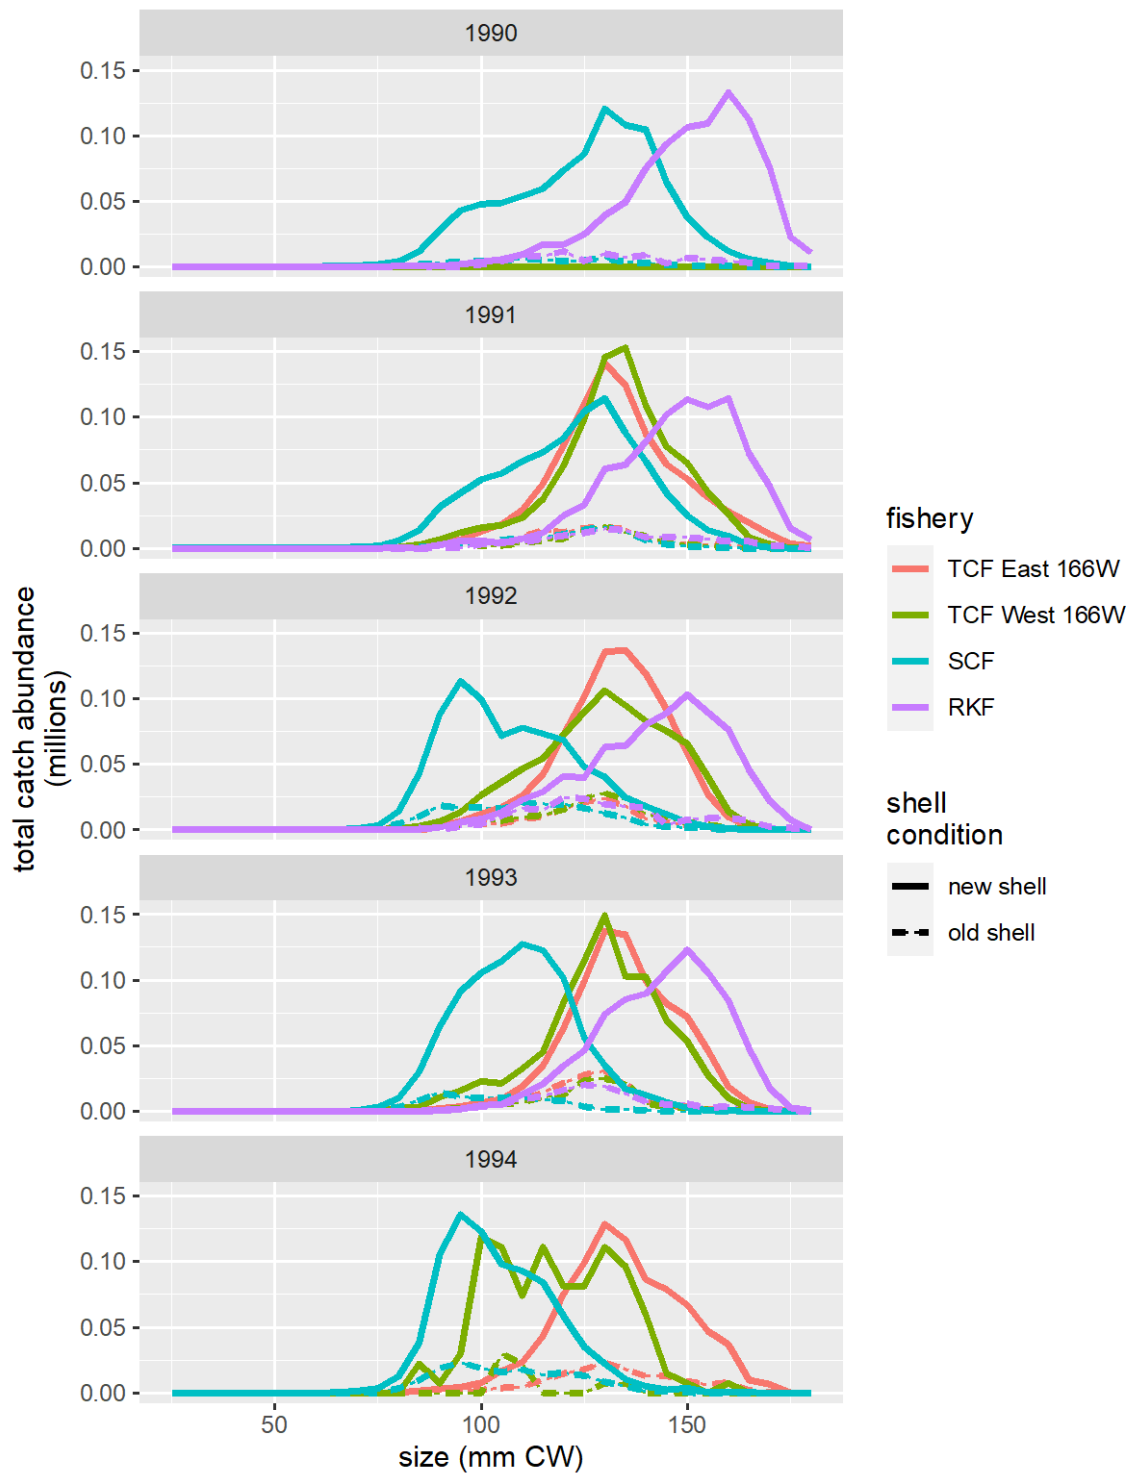 1990
0.15
0.10
0.05
0.00
1991
0.15
0.10
0.05
0.00
1992
0.15
0.10
0.05
0.00
1993
0.15
0.10
0.05
0.00
1994
0.15
0.10
0.05
0.00
50
100
150
size (mm CW)
total catch abundance
(millions)
fishery
TCF East 166W
TCF West 166W
SCF
RKF
shell
condition
new shell
old shell